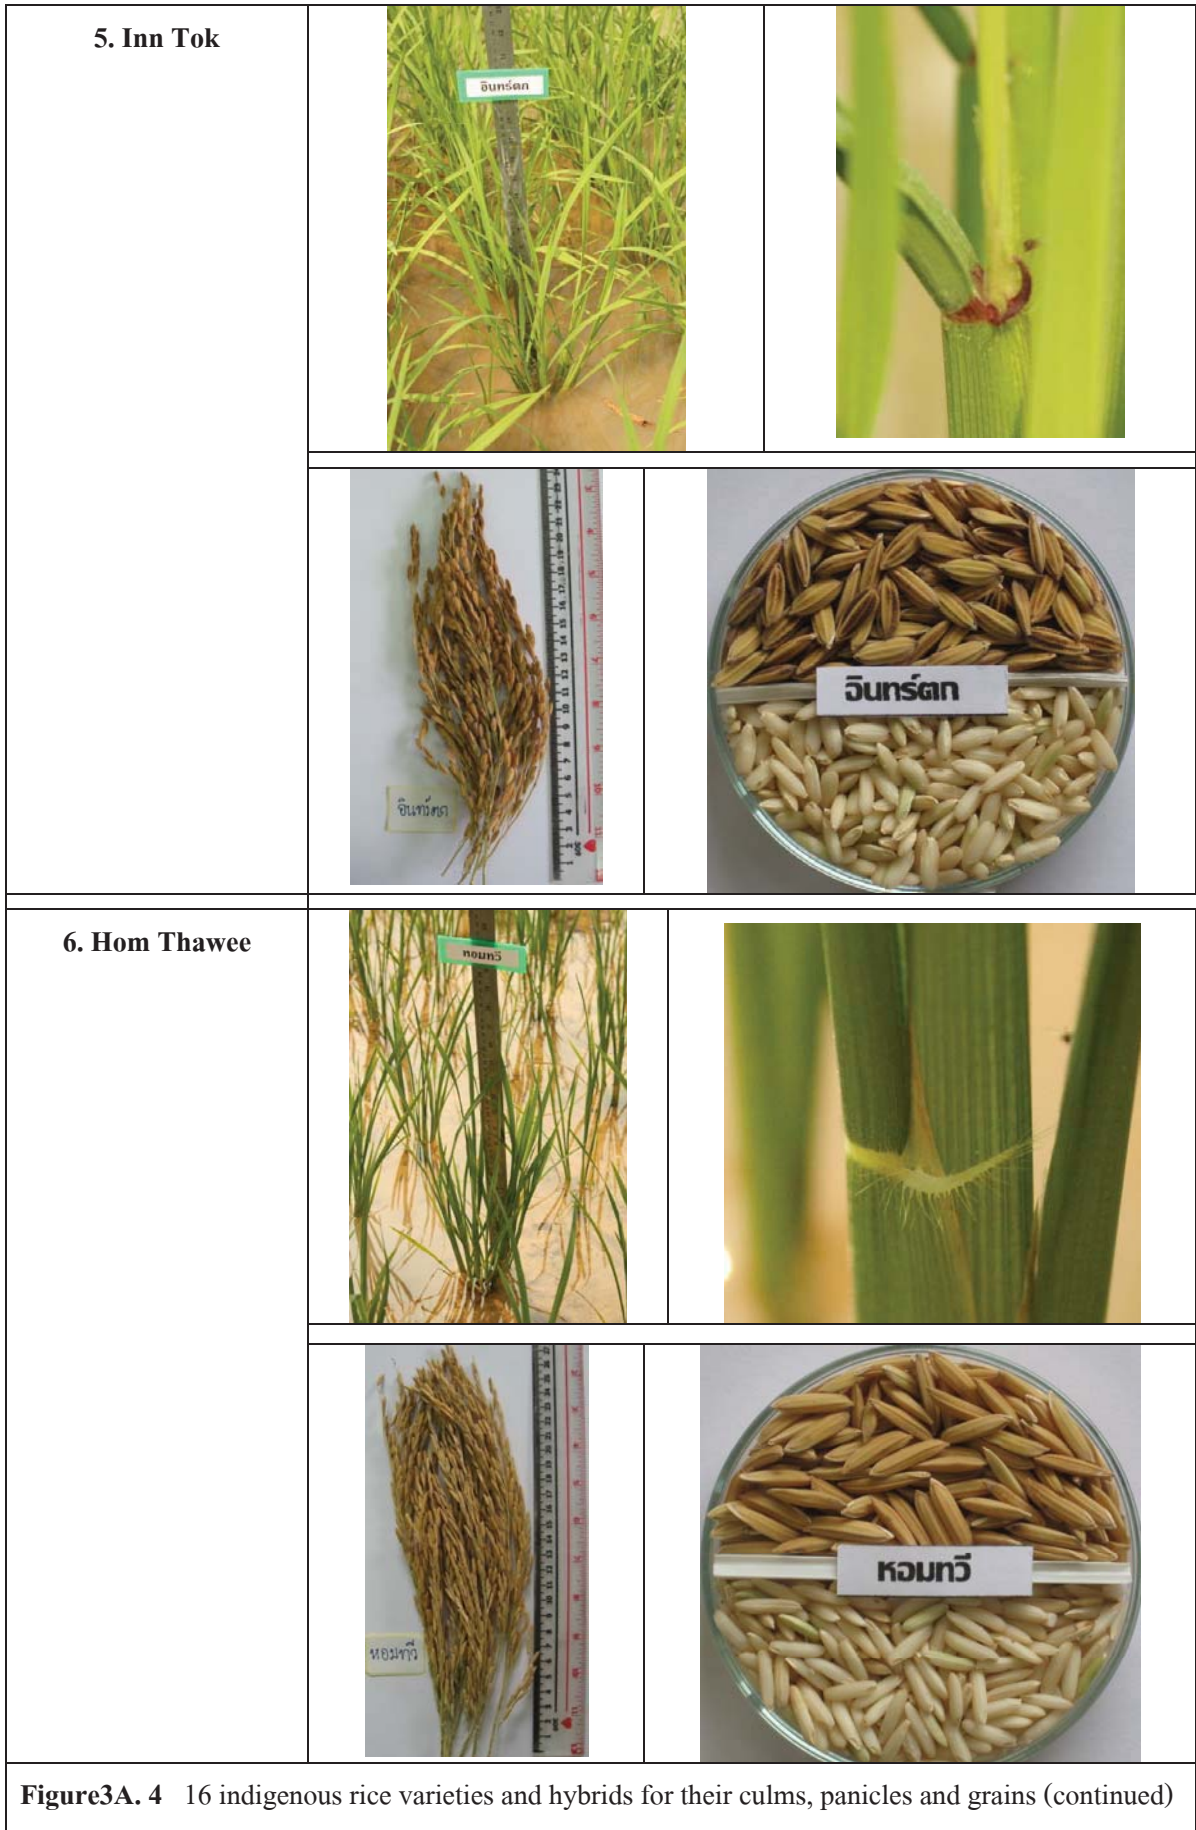 5. Inn Tok
อินทร์ตก
อินทร์ตก
อินทร์ตก
6. Hom Thawee
หอมทวี
หอมทวี
หอมทวี
Figure3A. 4 16 indigenous rice varieties and hybrids for their culms, panicles and grains (continued)